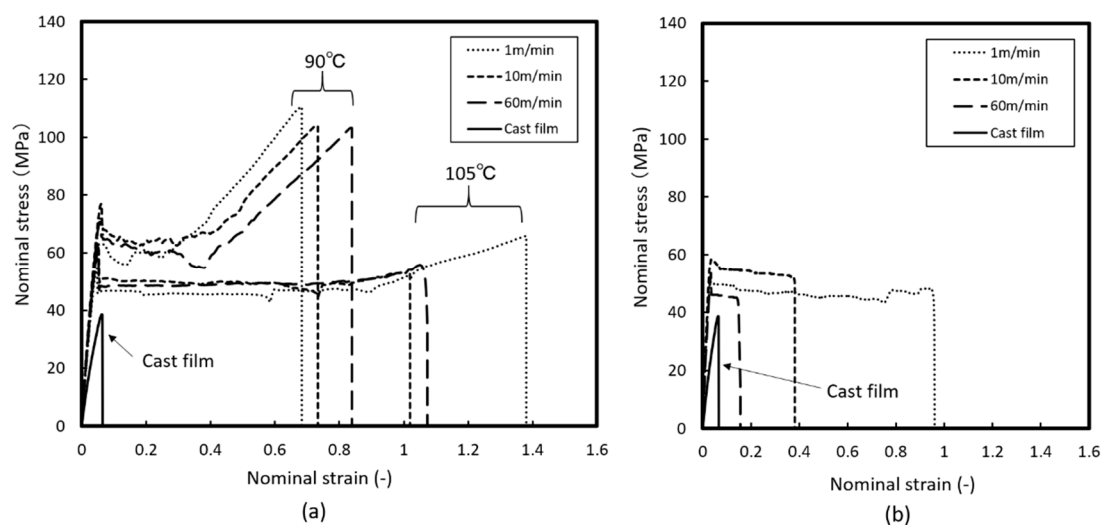 140
120
100
80
60
40
20
0
Nominal stress (MPa)
0 0.2 0.4 0.6 0.8 1 1.2 1.4 1.6
Nominal strain (-)
1m/min
10m/min
60m/min
Cast film
90℃
105℃
Cast film
(a)
140
120
100
80
60
40
20
0
Nominal stress (MPa)
0 0.2 0.4 0.6 0.8 1 1.2 1.4 1.6
Nominal strain (-)
1m/min
10m/min
60m/min
Cast film
Cast film
(b)